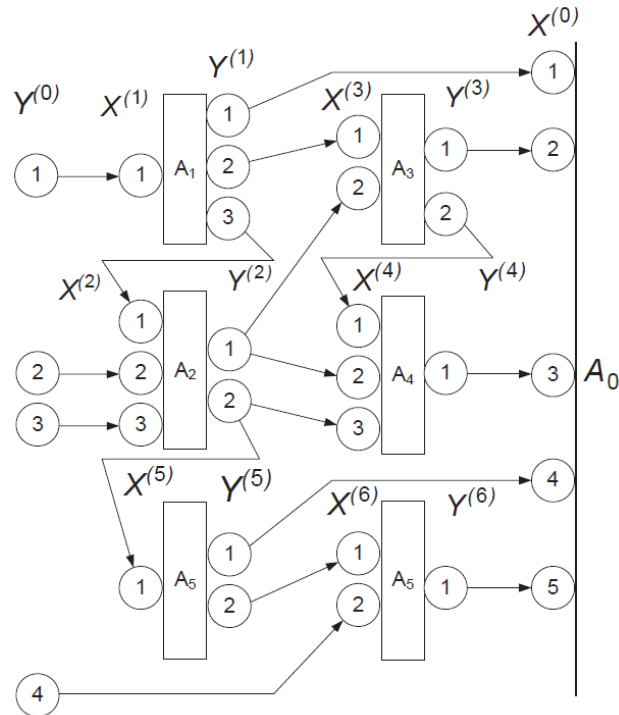 X^(0)
Y^(1)
Y^(0) X^(1) X^(3) Y^(3)
1
1
1 1 A₁ 2 1 A₃ 1 2
2
3 2
X^(2) Y^(2) X^(4) Y^(4)
1 1
2 2 A₂ 1 2 A₄ 1 3 A₀
3 3 2 3
X^(5) Y^(5) X^(6) Y^(6) 4
1 1
1 A₅ 2 2 A₅ 1 5
4